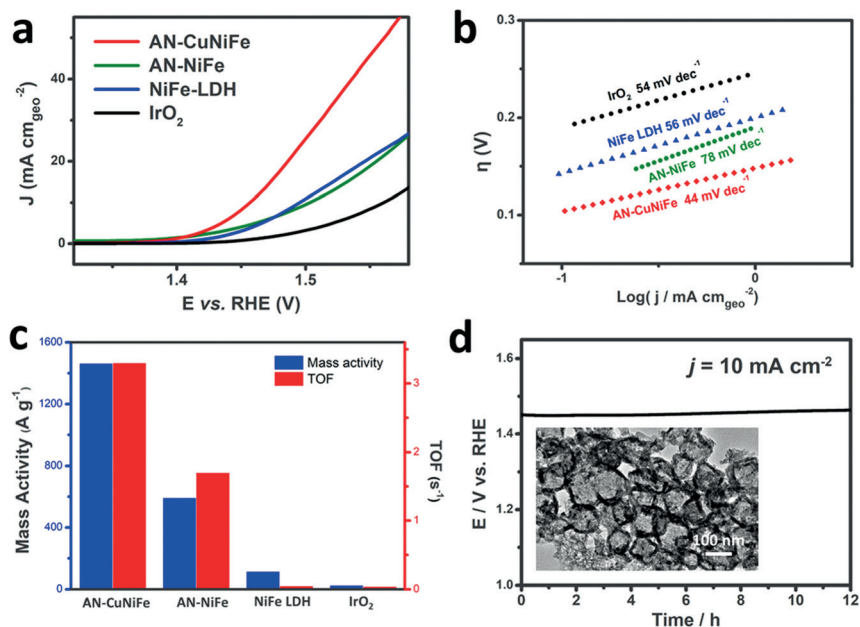 a
J (mA cm_geo^-2)
40
20
0
AN-CuNiFe
AN-NiFe
NiFe-LDH
IrO₂
1.4
1.5
E vs. RHE (V)
b
η (V)
0.3
0.2
0.1
IrO₂ 54 mV dec⁻¹
NiFe LDH 56 mV dec⁻¹
AN-NiFe 78 mV dec⁻¹
AN-CuNiFe 44 mV dec⁻¹
-1
0
Log( j / mA cm_geo^-2)
c
Mass Activity (A g⁻¹)
1600
1200
800
400
0
Mass activity
TOF
3
2
1
0
TOF (s⁻¹)
AN-CuNiFe
AN-NiFe
NiFe LDH
IrO₂
d
E / V vs. RHE
1.6
1.4
1.2
1.0
j = 10 mA cm⁻²
100 nm
0
2
4
6
8
10
12
Time / h